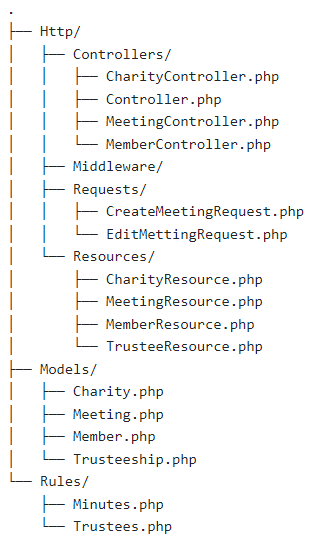 .
├── Http/
│   ├── Controllers/
│   │   ├── CharityController.php
│   │   ├── Controller.php
│   │   ├── MeetingController.php
│   │   └── MemberController.php
│   ├── Middleware/
│   ├── Requests/
│   │   ├── CreateMeetingRequest.php
│   │   └── EditMettingRequest.php
│   └── Resources/
│       ├── CharityResource.php
│       ├── MeetingResource.php
│       ├── MemberResource.php
│       └── TrusteeResource.php
├── Models/
│   ├── Charity.php
│   ├── Meeting.php
│   ├── Member.php
│   └── Trusteeship.php
└── Rules/
    ├── Minutes.php
    └── Trustees.php